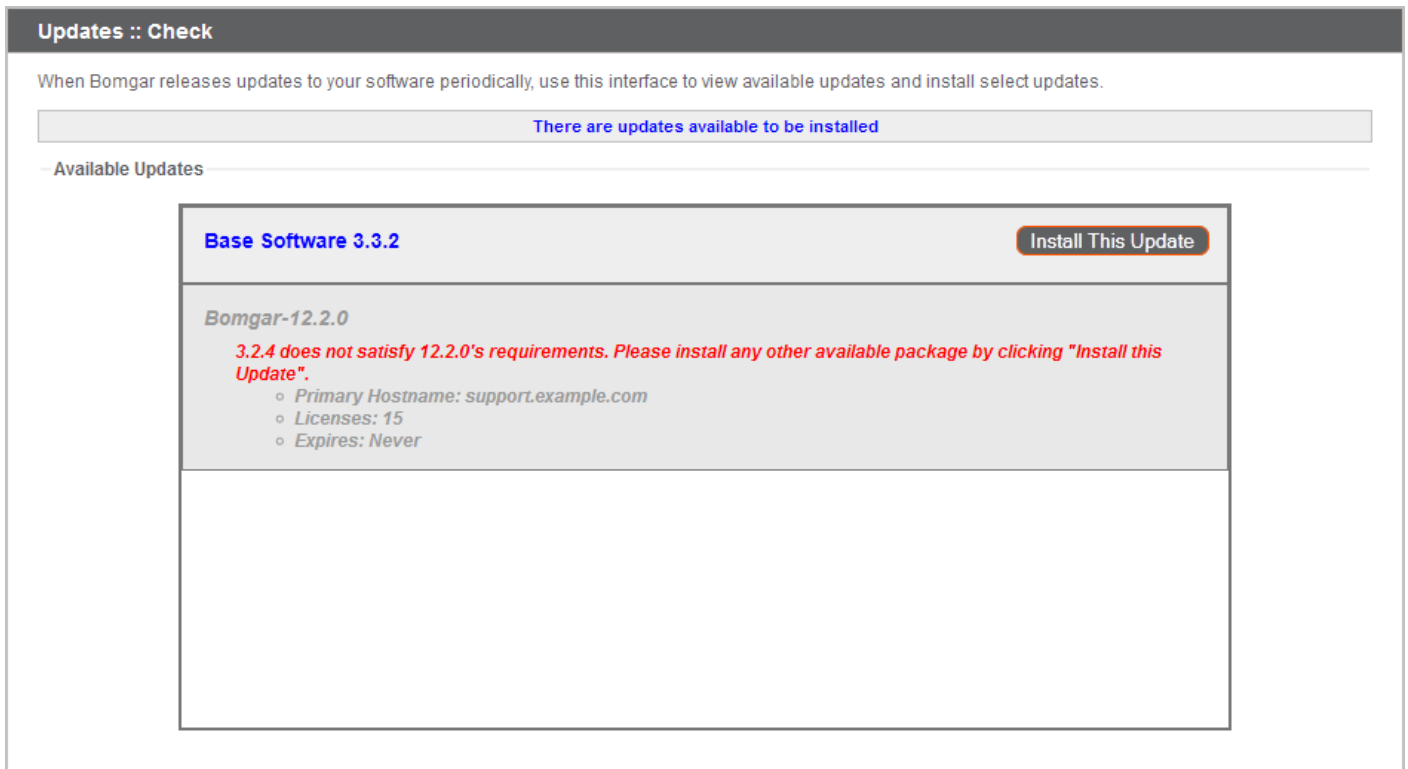 Updates :: Check
When Bomgar releases updates to your software periodically, use this interface to view available updates and install select updates.
There are updates available to be installed
Available Updates
Base Software 3.3.2
Install This Update
Bomgar-12.2.0
3.2.4 does not satisfy 12.2.0's requirements. Please install any other available package by clicking "Install this
Update".
Primary Hostname: support.example.com
Licenses: 15
Expires: Never